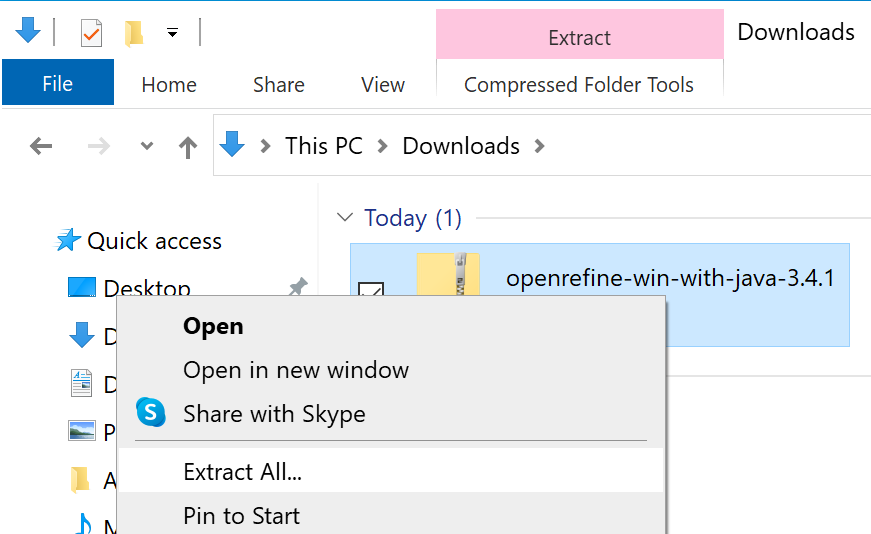 Extract
Downloads
File
Home
Share
View
Compressed Folder Tools
This PC
Downloads
Today (1)
Quick access
openrefine-win-with-java-3.4.1
Desktop
Open
Open in new window
Share with Skype
Extract All...
Pin to Start